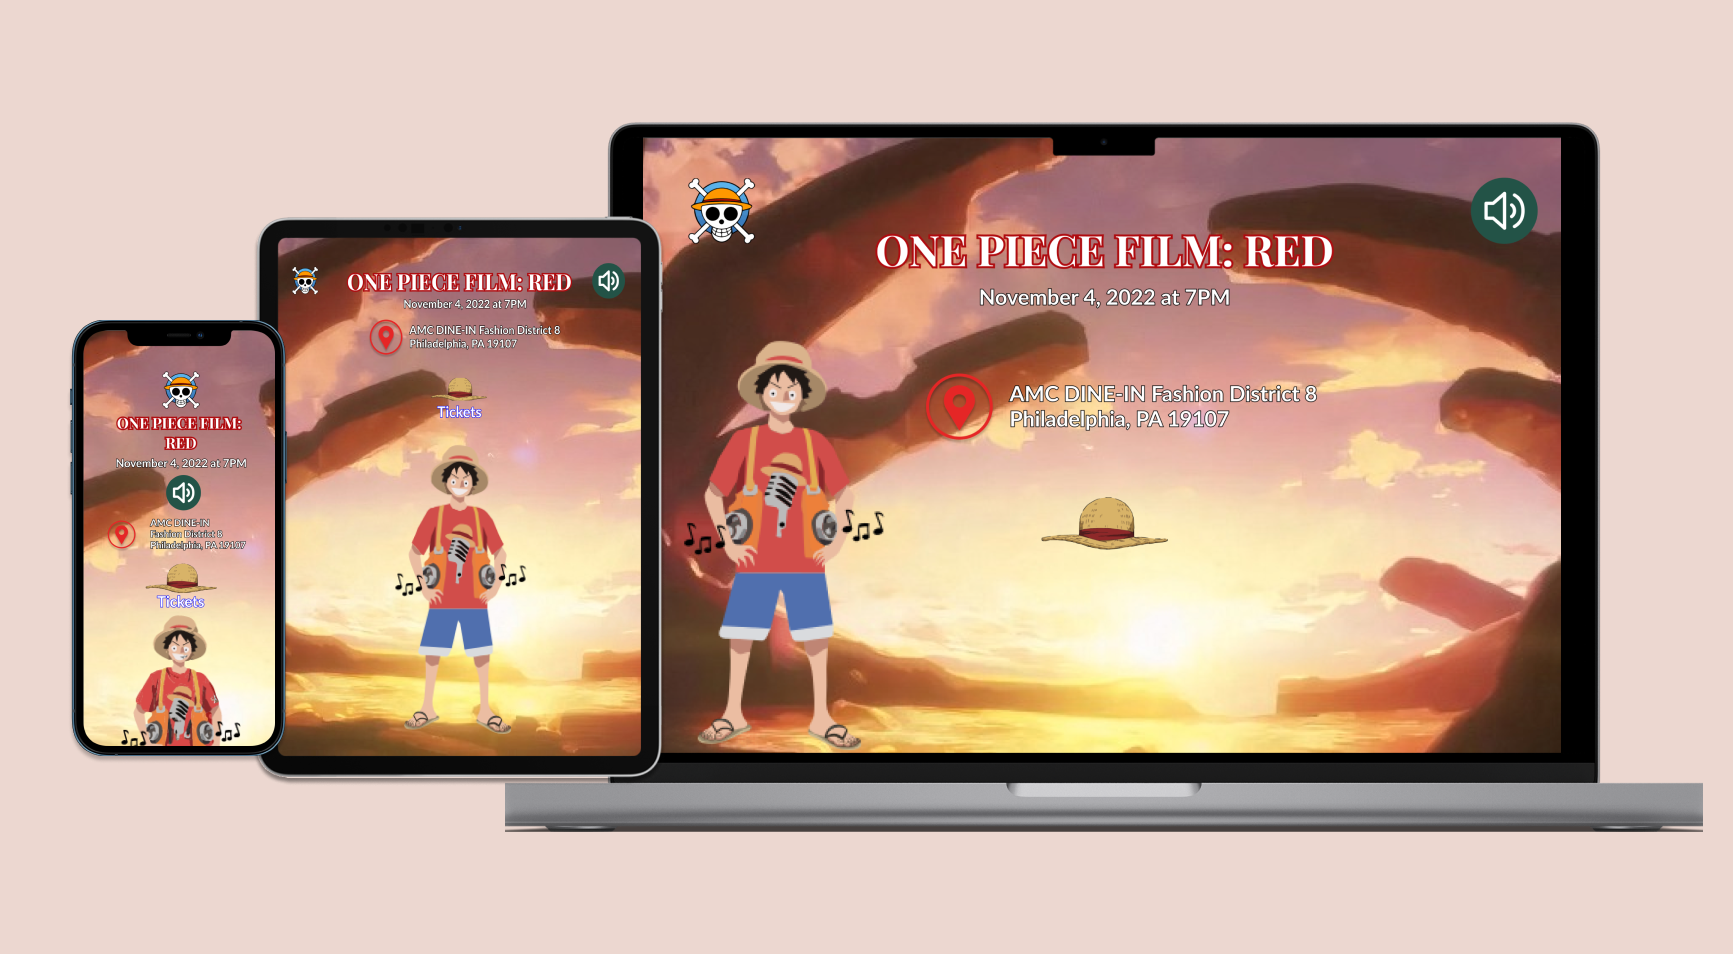 ONE PIECE FILM:
RED
November 4, 2022 at 7PM
AMC DINE-IN
Fashion District 8
Philadelphia, PA 19107
Tickets
ONE PIECE FILM: RED
November 4, 2022 at 7PM
AMC DINE-IN Fashion District 8
Philadelphia, PA 19107
Tickets
ONE PIECE FILM: RED
November 4, 2022 at 7PM
AMC DINE-IN Fashion District 8
Philadelphia, PA 19107